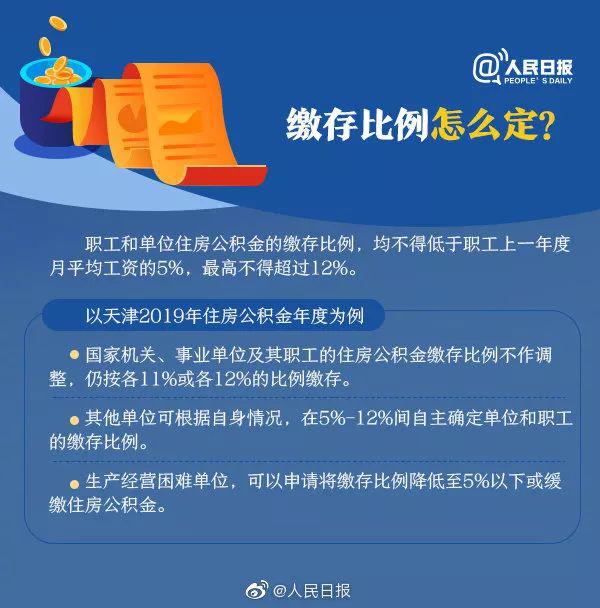 @人民日报
PEOPLE'S DAILY
缴存比例怎么定？
职工和单位住房公积金的缴存比例，均不得低于职工上一年度
月平均工资的5%，最高不得超过12%。
以天津2019年住房公积金年度为例
国家机关、事业单位及其职工的住房公积金缴存比例不作调
整，仍按各11%或各12%的比例缴存。
其他单位可根据自身情况，在5%-12%间自主确定单位和职工
的缴存比例。
生产经营困难单位，可以申请将缴存比例降低至5%以下或缓
缴住房公积金。
@人民日报